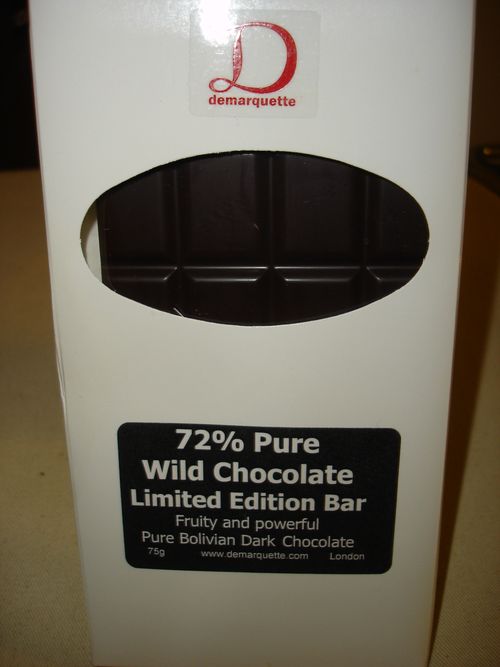 D
demarquette
72% Pure
Wild Chocolate
Limited Edition Bar
Fruity and powerful
Pure Bolivian Dark Chocolate
75g www.demarquette.com London